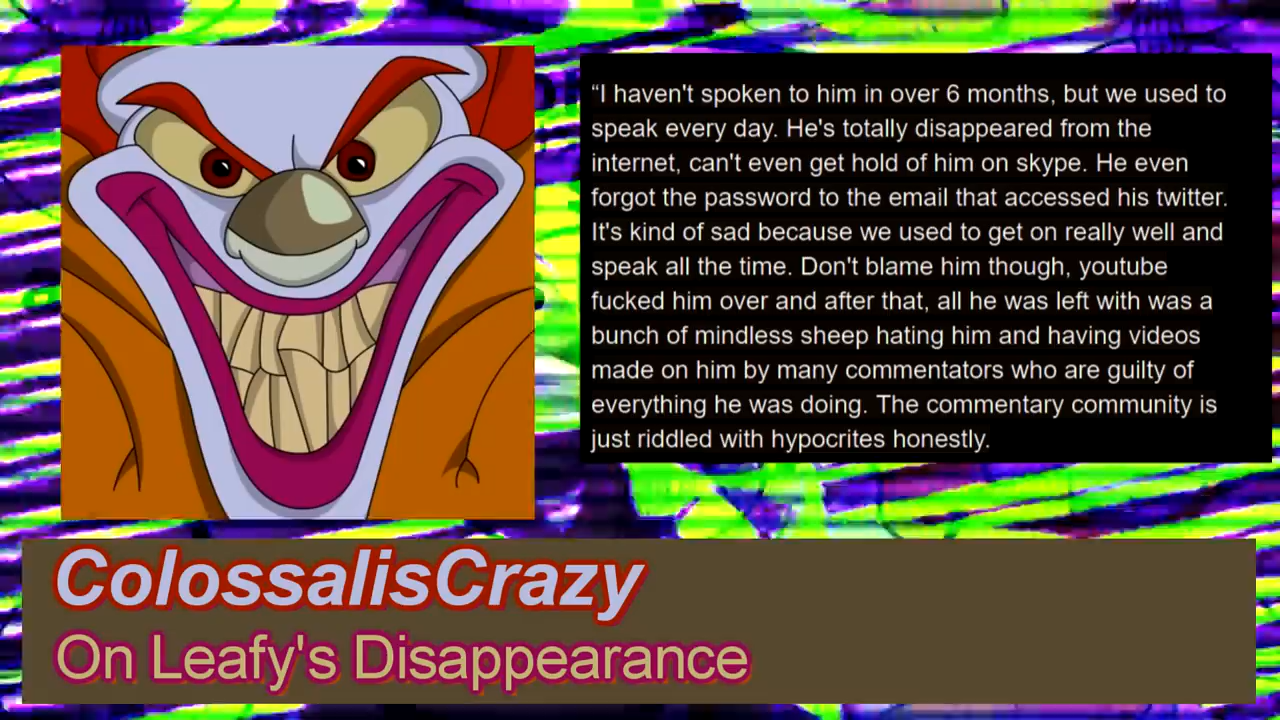 “I haven't spoken to him in over 6 months, but we used to
speak every day. He's totally disappeared from the
internet, can't even get hold of him on skype. He even
forgot the password to the email that accessed his twitter.
It's kind of sad because we used to get on really well and
speak all the time. Don't blame him though, youtube
fucked him over and after that, all he was left with was a
bunch of mindless sheep hating him and having videos
made on him by many commentators who are guilty of
everything he was doing. The commentary community is
just riddled with hypocrites honestly.
ColossalisCrazy
On Leafy's Disappearance